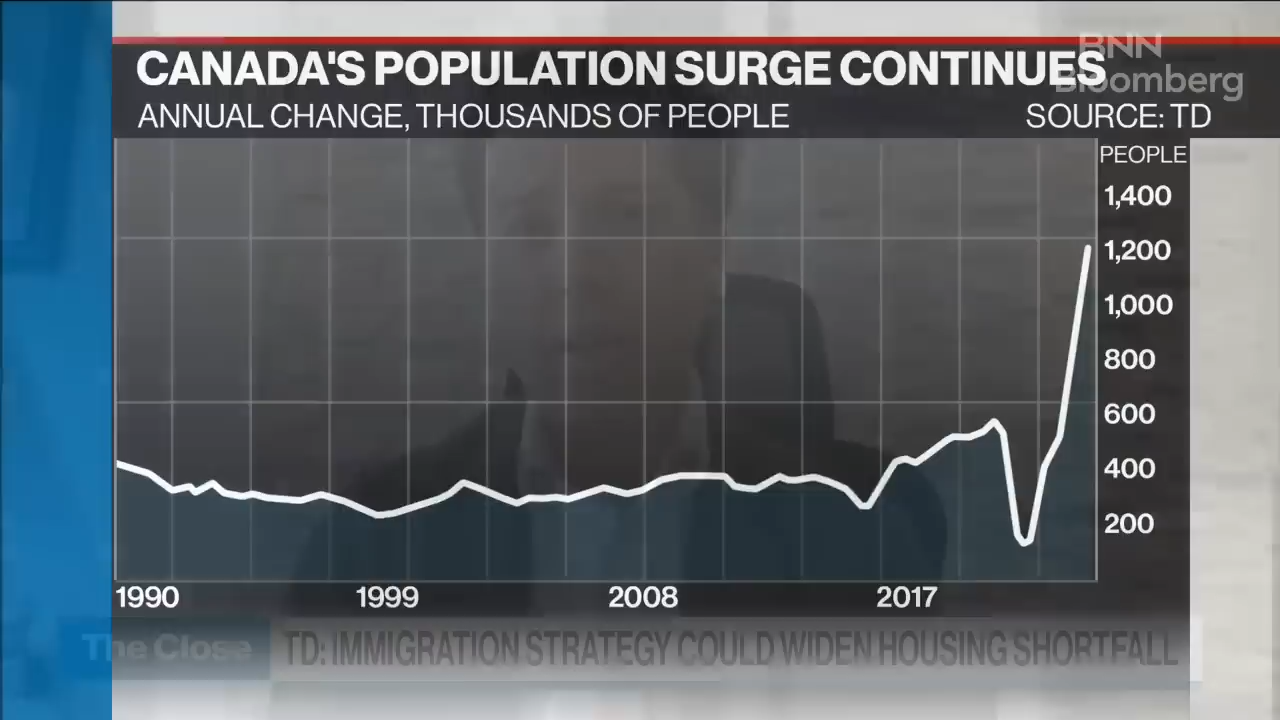 BNN
Bloomberg
CANADA'S POPULATION SURGE CONTINUES
ANNUAL CHANGE, THOUSANDS OF PEOPLE
SOURCE: TD
PEOPLE
1,400
1,200
1,000
800
600
400
200
1990
1999
2008
2017
The Close
TD: IMMIGRATION STRATEGY COULD WIDEN HOUSING SHORTFALL